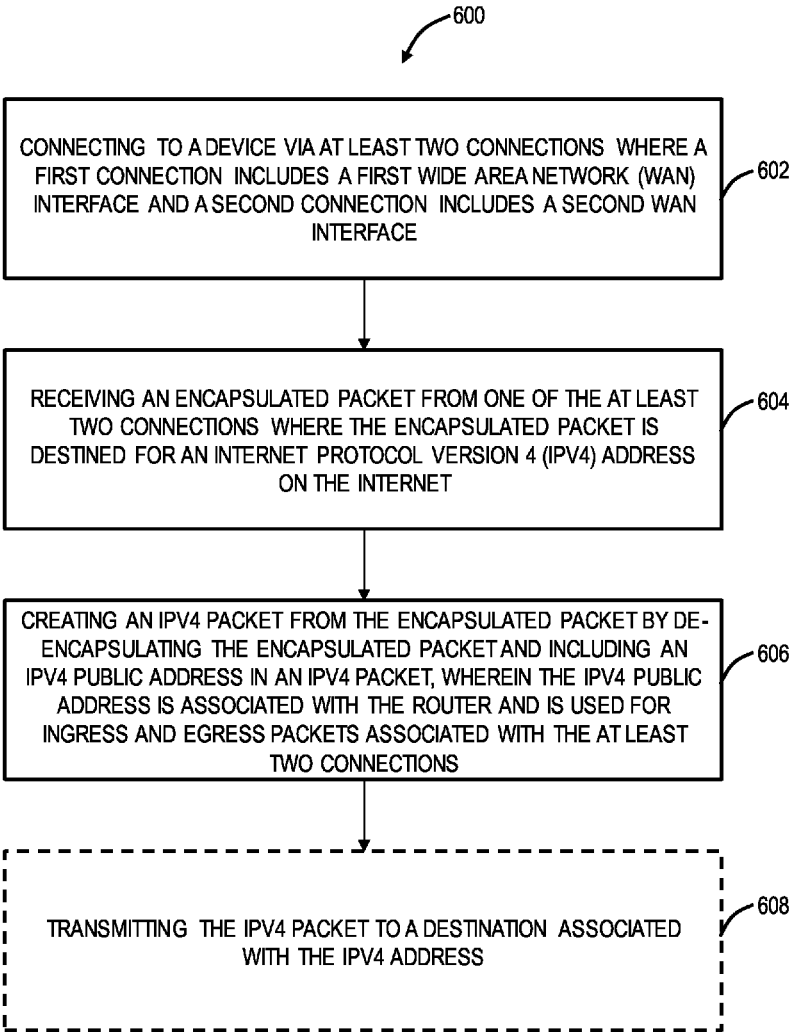 600
CONNECTING TO A DEVICE VIA AT LEAST TWO CONNECTIONS WHERE A
FIRST CONNECTION INCLUDES A FIRST WIDE AREA NETWORK (WAN)
INTERFACE AND A SECOND CONNECTION INCLUDES A SECOND WAN
INTERFACE
602
RECEIVING AN ENCAPSULATED PACKET FROM ONE OF THE AT LEAST
TWO CONNECTIONS WHERE THE ENCAPSULATED PACKET IS
DESTINED FOR AN INTERNET PROTOCOL VERSION 4 (IPV4) ADDRESS
ON THE INTERNET
604
CREATING AN IPV4 PACKET FROM THE ENCAPSULATED PACKET BY DE-
ENCAPSULATING THE ENCAPSULATED PACKET AND INCLUDING AN
IPV4 PUBLIC ADDRESS IN AN IPV4 PACKET, WHEREIN THE IPV4 PUBLIC
ADDRESS IS ASSOCIATED WITH THE ROUTER AND IS USED FOR
INGRESS AND EGRESS PACKETS ASSOCIATED WITH THE AT LEAST
TWO CONNECTIONS
606
TRANSMITTING THE IPV4 PACKET TO A DESTINATION ASSOCIATED
WITH THE IPV4 ADDRESS
608